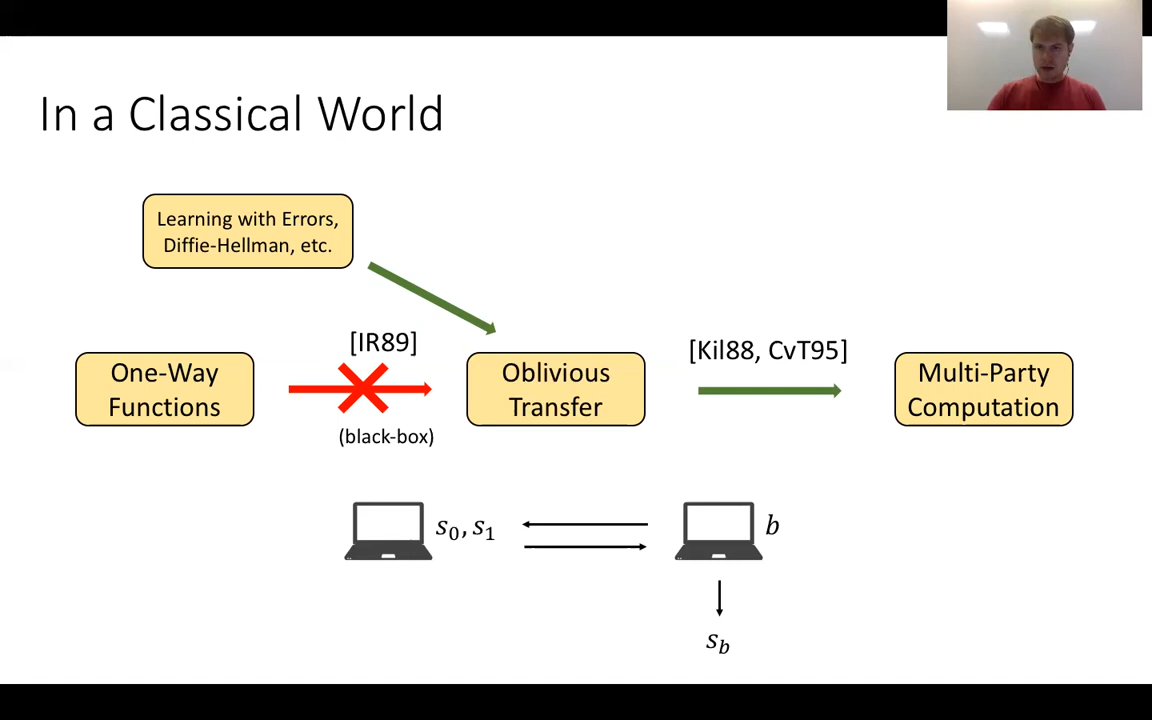 In a Classical World
Learning with Errors,
Diffie-Hellman, etc.
[IR89]
[Kil88, CvT95]
One-Way
Functions
(black-box)
Oblivious
Transfer
Multi-Party
Computation
s₀, s₁
b
s_b